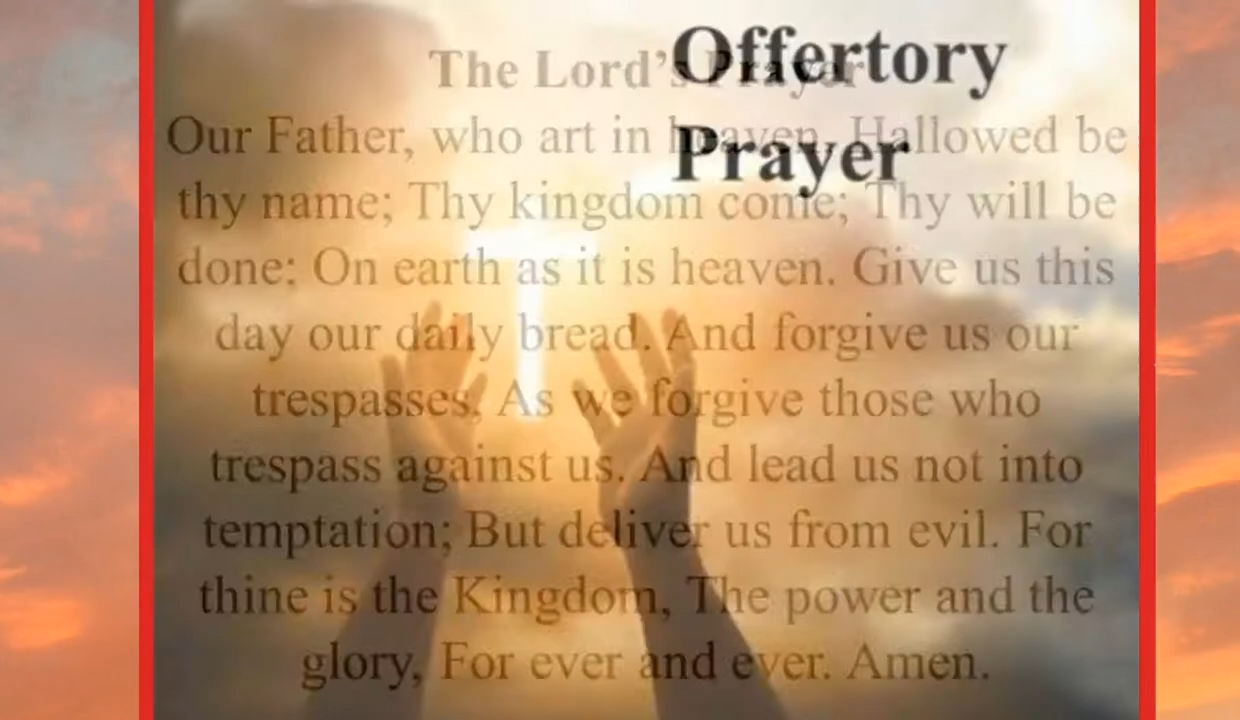 Offertory
Prayer
The Lord's Prayer
Our Father, who art in heaven, Hallowed be
thy name; Thy kingdom come; Thy will be
done: On earth as it is heaven. Give us this
day our daily bread. And forgive us our
trespasses, As we forgive those who
trespass against us. And lead us not into
temptation; But deliver us from evil. For
thine is the Kingdom, The power and the
glory, For ever and ever. Amen.